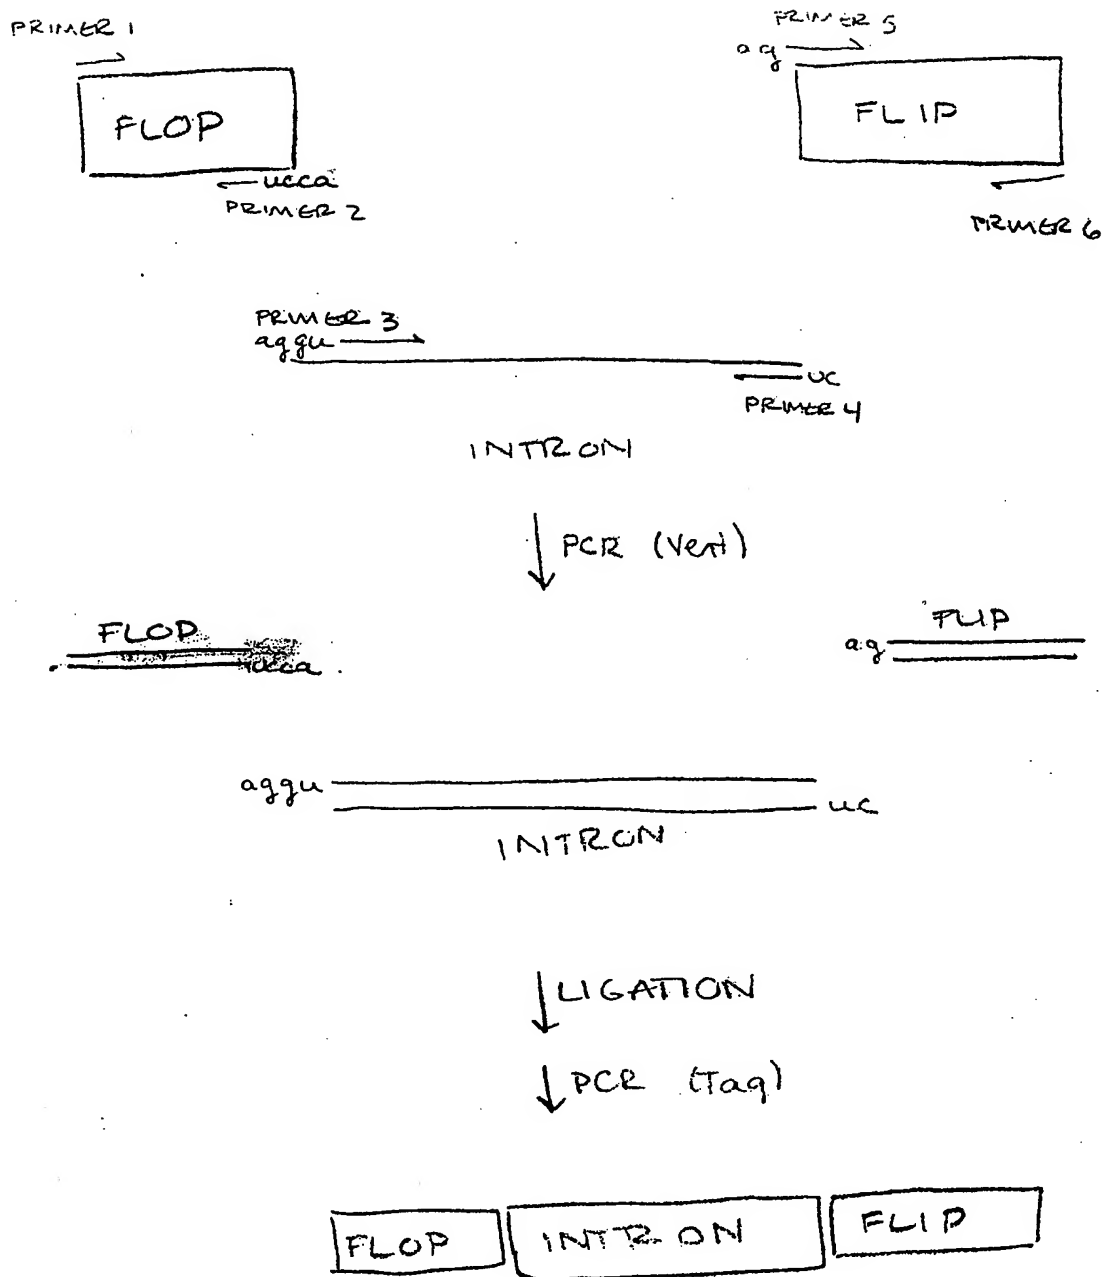 PRIMER 1
PRIMER 5
ag
FLOP
FLIP
ucca
PRIMER 2
PRIMER 6
PRIMER 3
aggu
uc
PRIMER 4
INTRON
PCR (Vent)
FLOP
FLIP
ucca
ag
aggu
uc
INTRON
LIGATION
PCR (Taq)
FLOP
INTRON
FLIP